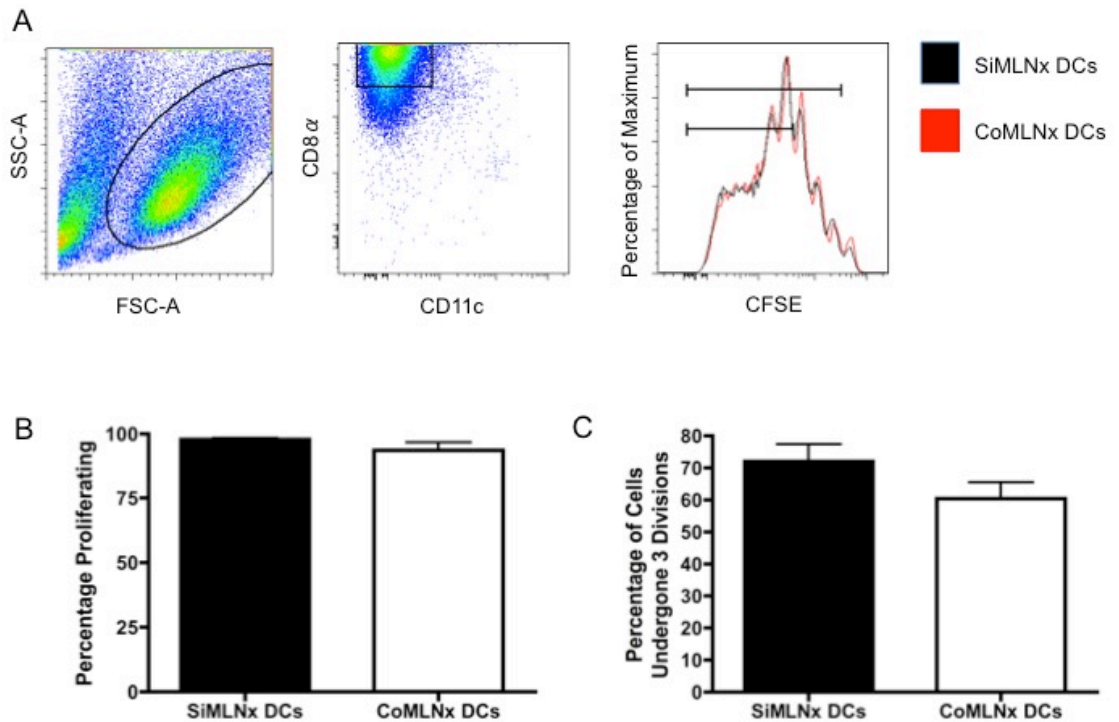 A
SSC-A
FSC-A
CD8α
CD11c
Percentage of Maximum
CFSE
SiMLNx DCs
CoMLNx DCs
B
Percentage Proliferating
100
75
50
25
0
SiMLNx DCs
CoMLNx DCs
C
Percentage of Cells
Undergone 3 Divisions
80
70
60
50
40
30
20
10
0
SiMLNx DCs
CoMLNx DCs